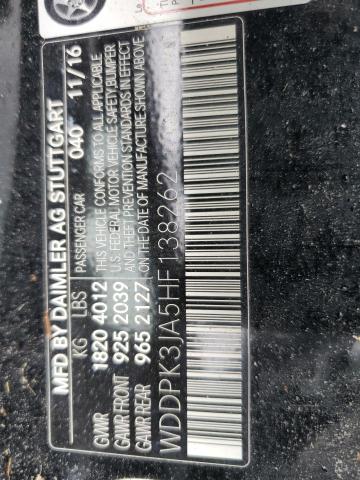 MFD BY DAIMLER AG STUTTGART
PASSENGER CAR 040 11/16
KG LBS
GVWR 1820 4012
GAWR FRONT 925 2039
GAWR REAR 965 2127
THIS VEHICLE CONFORMS TO ALL APPLICABLE
U.S. FEDERAL MOTOR VEHICLE SAFETY, BUMPER
AND THEFT PREVENTION STANDARDS IN EFFECT
ON THE DATE OF MANUFACTURE SHOWN ABOVE.
WDDPK3JA5HF138262